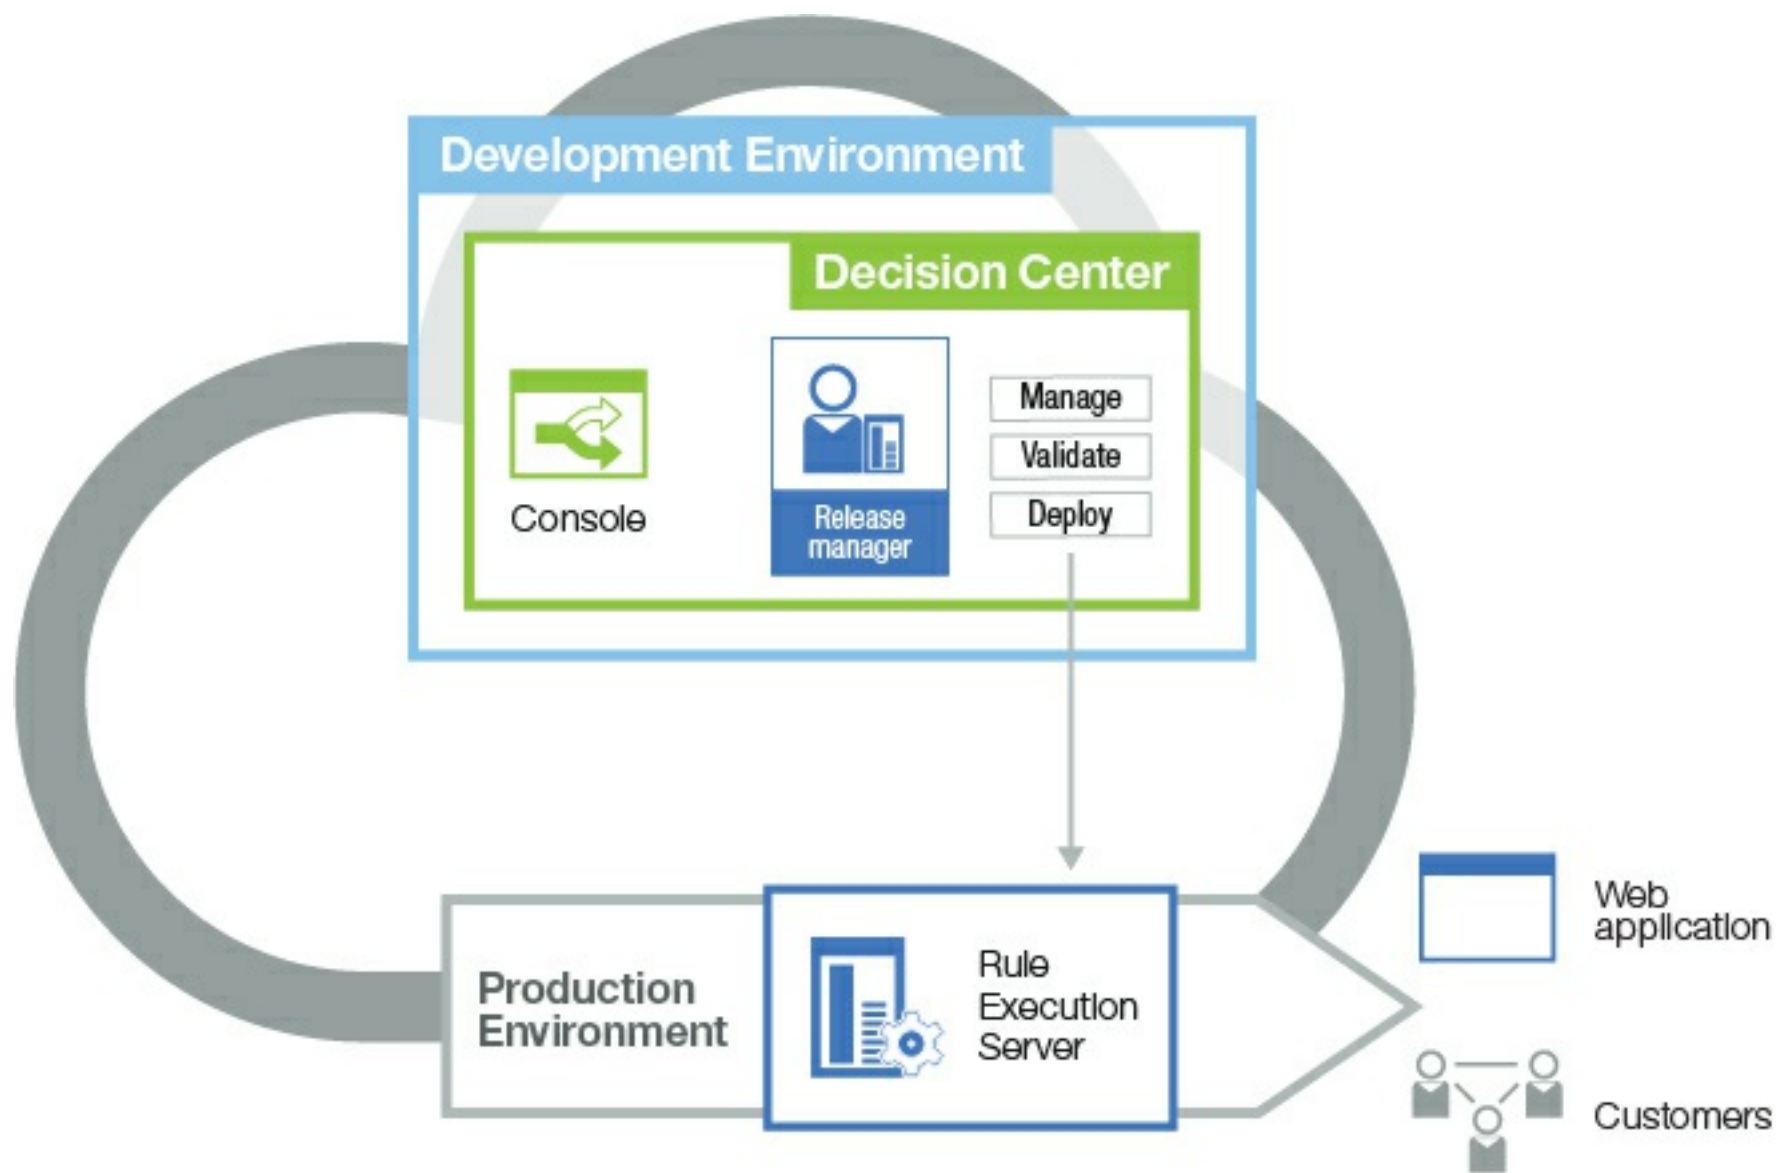 Development Environment
Decision Center
Console
Release
manager
Manage
Validate
Deploy
Production
Environment
Rule
Execution
Server
Web
application
Customers